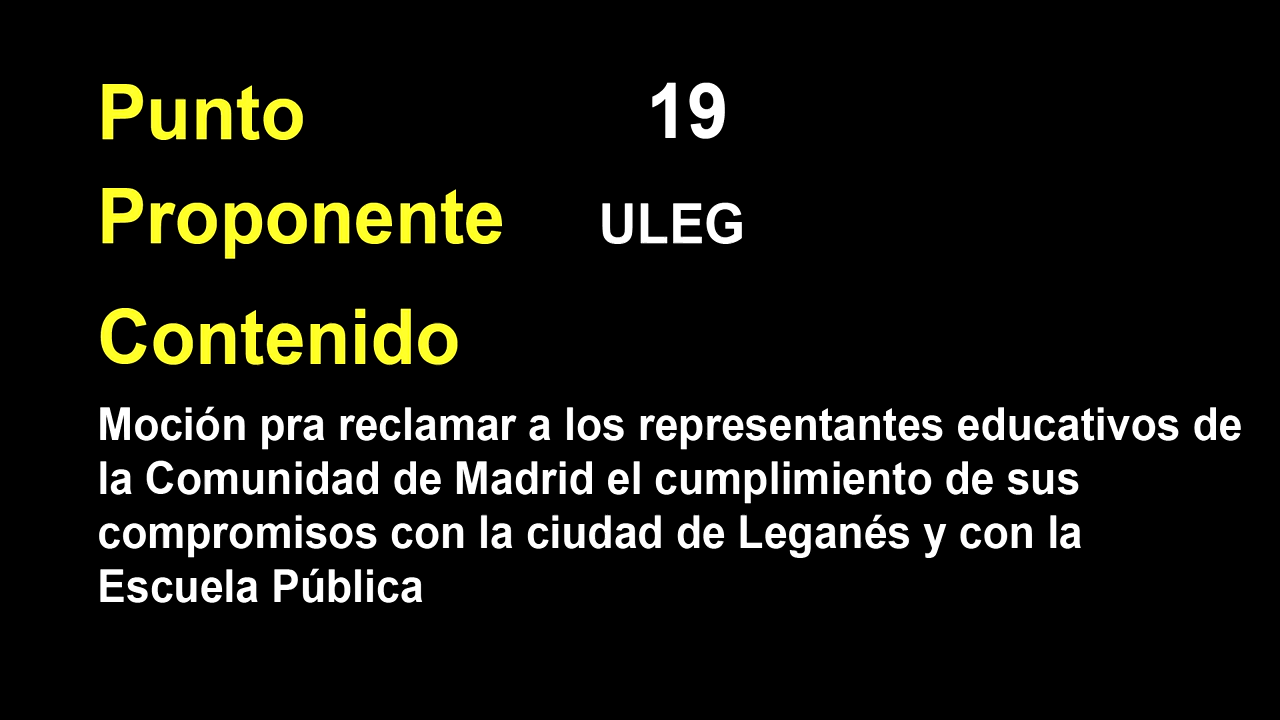 Punto 19
Proponente ULEG
Contenido
Moción pra reclamar a los representantes educativos de
la Comunidad de Madrid el cumplimiento de sus
compromisos con la ciudad de Leganés y con la
Escuela Pública